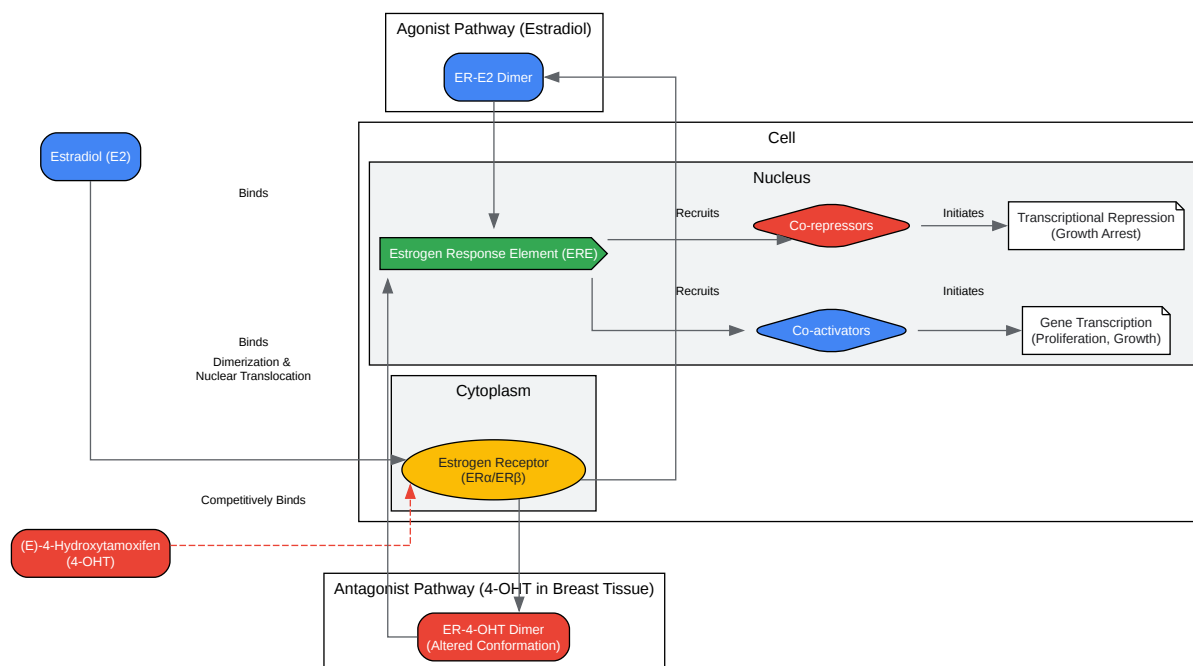 Agonist Pathway (Estradiol)
ER-E2 Dimer
Cell
Estradiol (E2)
Nucleus
Binds
Recruits
Co-repressors
Initiates
Transcriptional Repression
(Growth Arrest)
Estrogen Response Element (ERE)
Recruits
Co-activators
Initiates
Gene Transcription
(Proliferation, Growth)
Binds
Dimerization &
Nuclear Translocation
Cytoplasm
Estrogen Receptor
(ERα/ERβ)
Competitively Binds
(E)-4-Hydroxytamoxifen
(4-OHT)
Antagonist Pathway (4-OHT in Breast Tissue)
ER-4-OHT Dimer
(Altered Conformation)